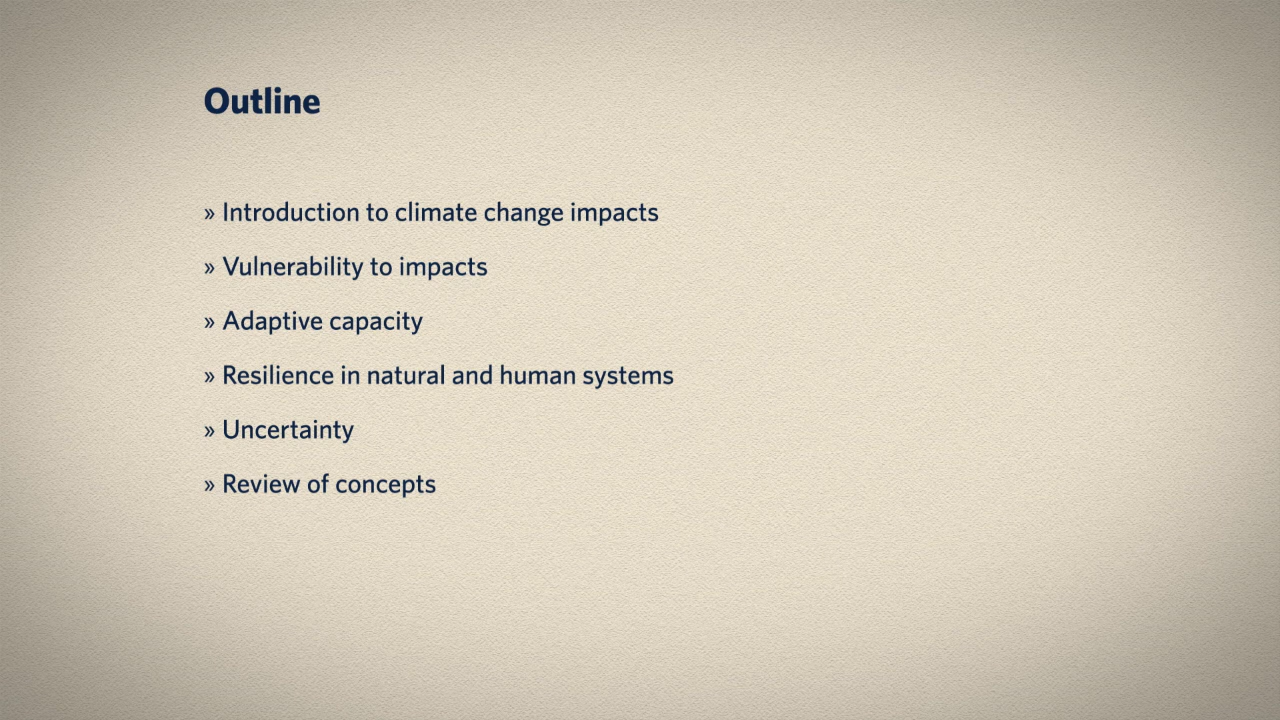 Outline
» Introduction to climate change impacts
» Vulnerability to impacts
» Adaptive capacity
» Resilience in natural and human systems
» Uncertainty
» Review of concepts